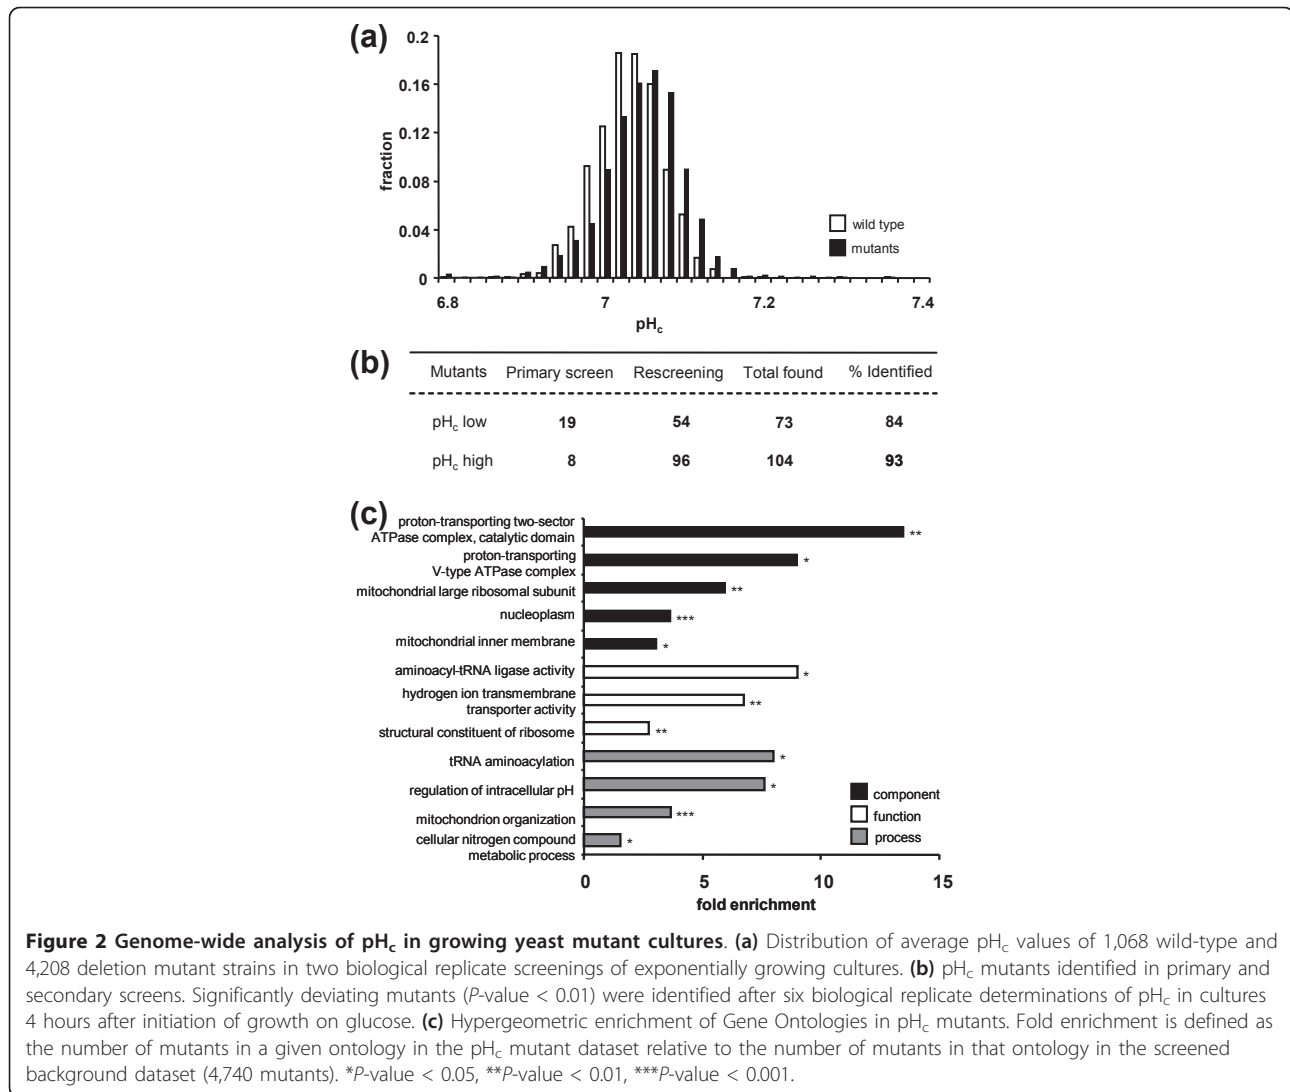 (a)
0.2
0.16
0.12
0.08
0.04
0
fraction
wild type
mutants
6.8
7
7.2
7.4
pHc
(b)
Mutants Primary screen Rescreening Total found % Identified
pHc low 19 54 73 84
pHc high 8 96 104 93
(c)
proton-transporting two-sector
ATPase complex, catalytic domain
**
proton-transporting
V-type ATPase complex
*
mitochondrial large ribosomal subunit
**
nucleoplasm
***
mitochondrial inner membrane
*
aminoacyl-tRNA ligase activity
*
hydrogen ion transmembrane
transporter activity
**
structural constituent of ribosome
**
tRNA aminoacylation
*
regulation of intracellular pH
*
mitochondrion organization
***
cellular nitrogen compound
metabolic process
*
component
function
process
0 5 10 15
fold enrichment
Figure 2 Genome-wide analysis of pHc in growing yeast mutant cultures. (a) Distribution of average pHc values of 1,068 wild-type and
4,208 deletion mutant strains in two biological replicate screenings of exponentially growing cultures. (b) pHc mutants identified in primary and
secondary screens. Significantly deviating mutants (P-value < 0.01) were identified after six biological replicate determinations of pHc in cultures
4 hours after initiation of growth on glucose. (c) Hypergeometric enrichment of Gene Ontologies in pHc mutants. Fold enrichment is defined as
the number of mutants in a given ontology in the pHc mutant dataset relative to the number of mutants in that ontology in the screened
background dataset (4,740 mutants). *P-value < 0.05, **P-value < 0.01, ***P-value < 0.001.